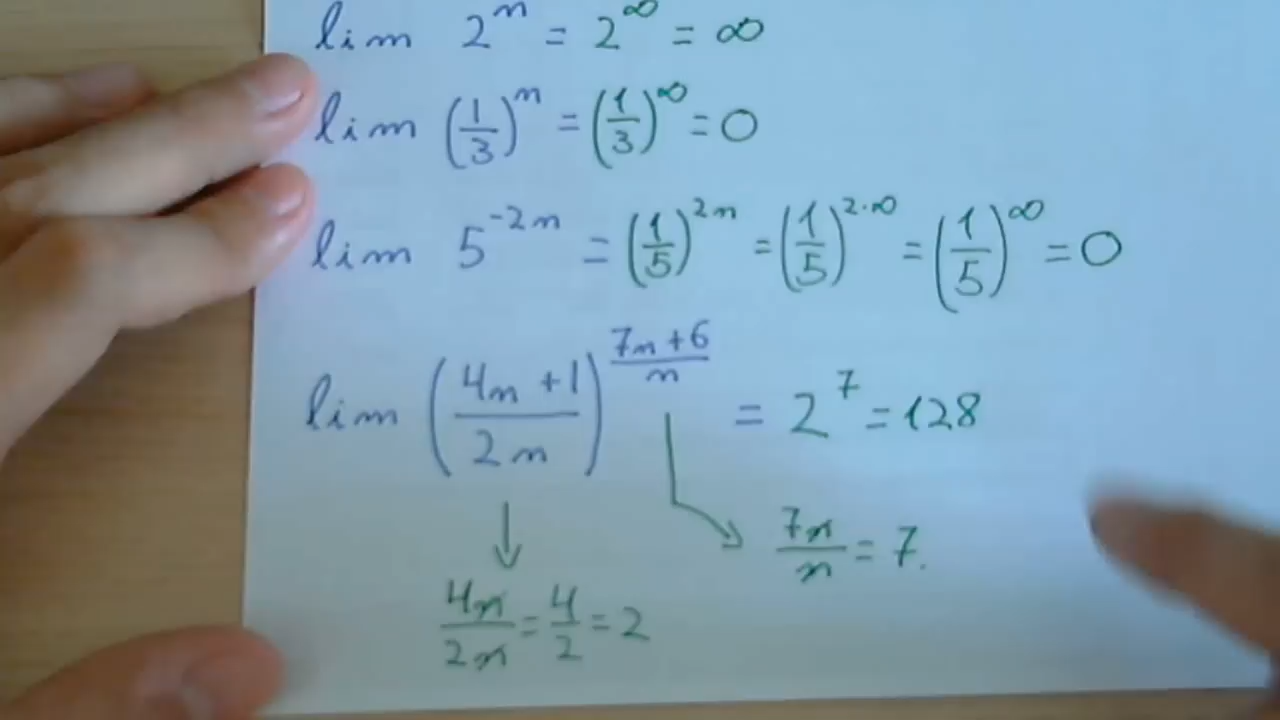 lim 2^n = 2^∞ = ∞
lim (1/3)^n = (1/3)^∞ = 0
lim 5^(-2n) = (1/5)^(2n) = (1/5)^(2·∞) = (1/5)^∞ = 0
lim ((4n+1)/(2n))^((7n+6)/n) = 2^7 = 128
7n/n = 7.
4n/2n = 4/2 = 2